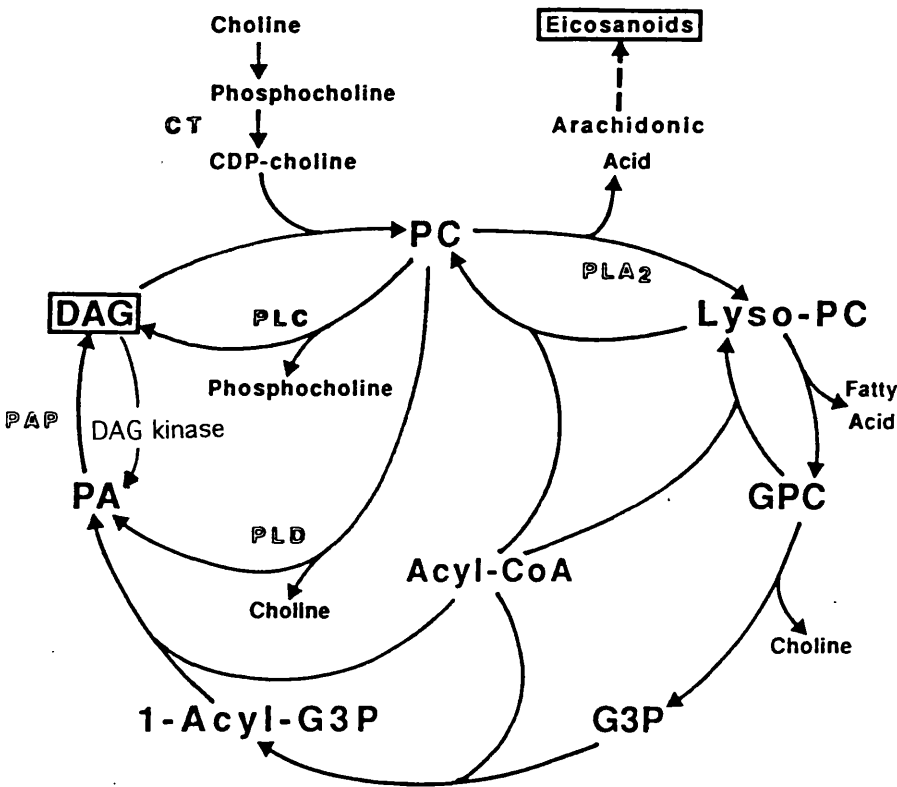 Choline
Eicosanoids
Phosphocholine
CT
Arachidonic
CDP-choline
Acid
PC
PLA2
DAG
PLC
Lyso-PC
Phosphocholine
Fatty
PAP
DAG kinase
Acid
PA
GPC
PLD
Acyl-CoA
Choline
Choline
1-Acyl-G3P
G3P